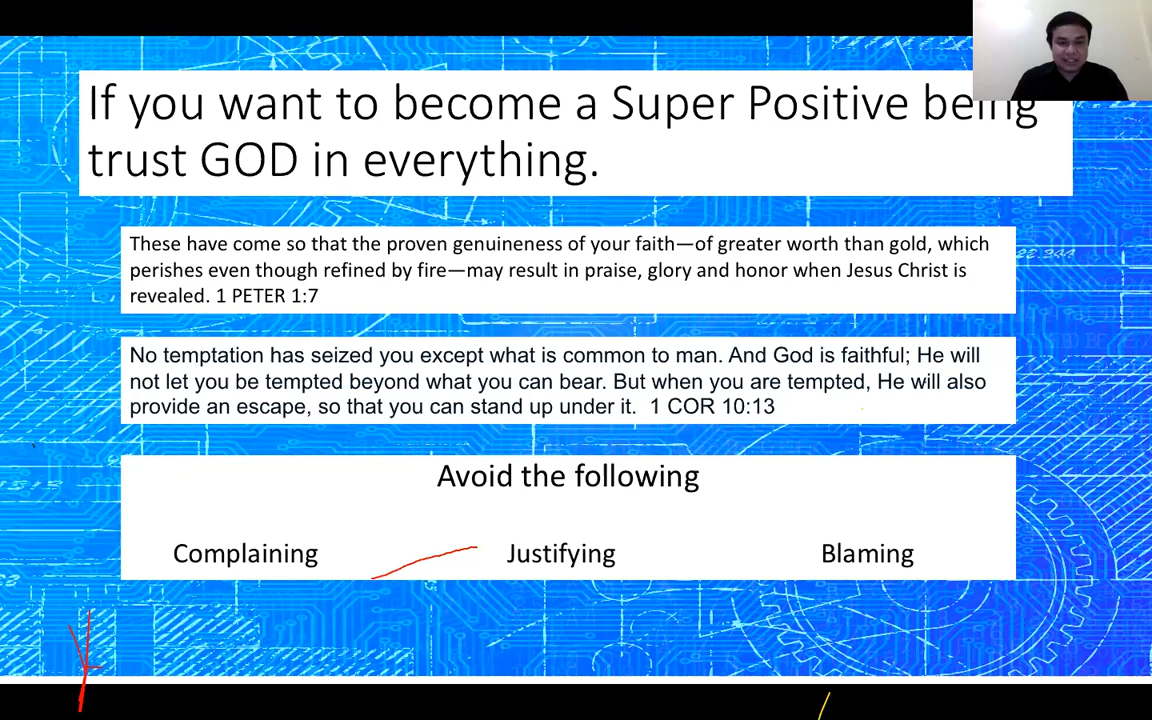 If you want to become a Super Positive being
trust GOD in everything.
These have come so that the proven genuineness of your faith—of greater worth than gold, which
perishes even though refined by fire—may result in praise, glory and honor when Jesus Christ is
revealed. 1 PETER 1:7
22.344
No temptation has seized you except what is common to man. And God is faithful; He will
not let you be tempted beyond what you can bear. But when you are tempted, He will also
provide an escape, so that you can stand up under it.  1 COR 10:13
Avoid the following
Complaining Justifying Blaming